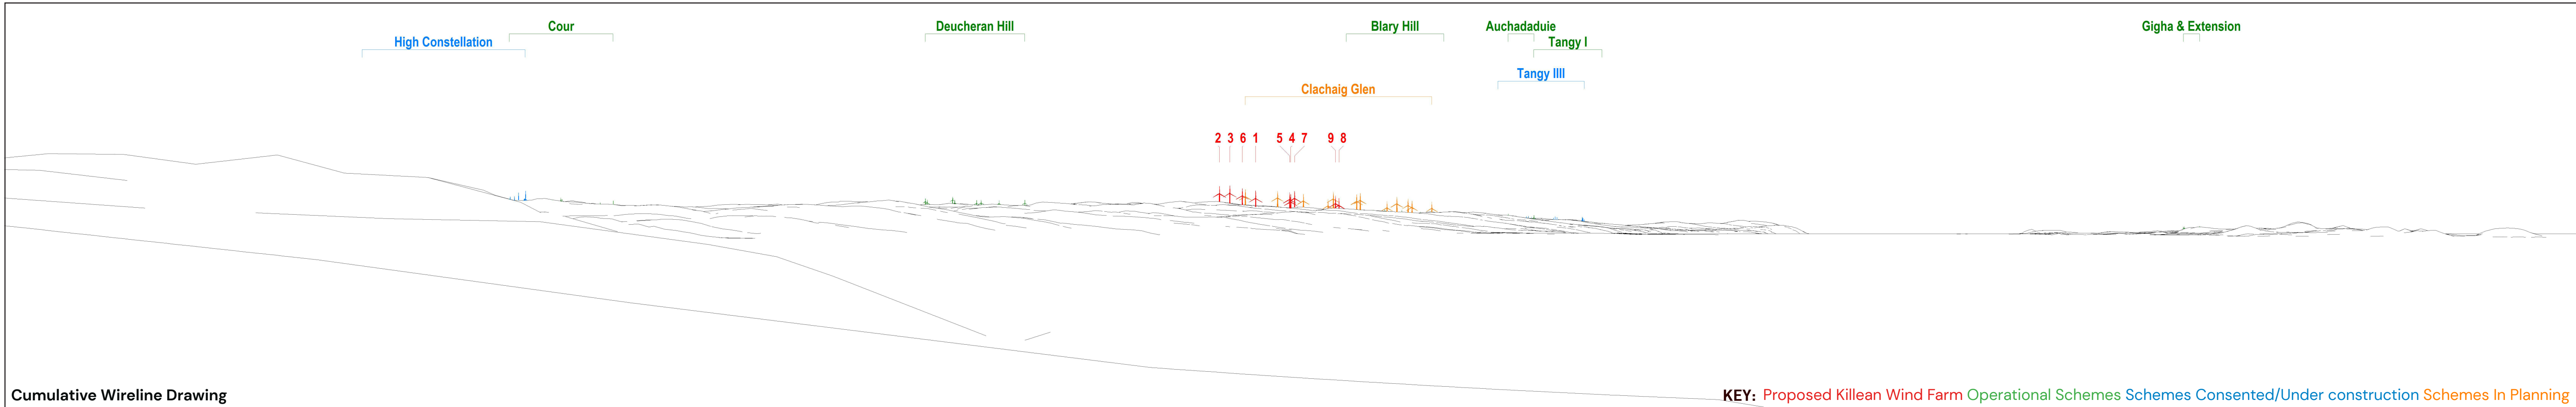 Cour
Deucheran Hill
Blary Hill
Auchadaduie
Gigha & Extension
High Constellation
Tangy I
Tangy IIII
Clachaig Glen
2 3 6 1 5 4 7 9 8
Cumulative Wireline Drawing
KEY: Proposed Killean Wind Farm Operational Schemes Schemes Consented/Under construction Schemes In Planning